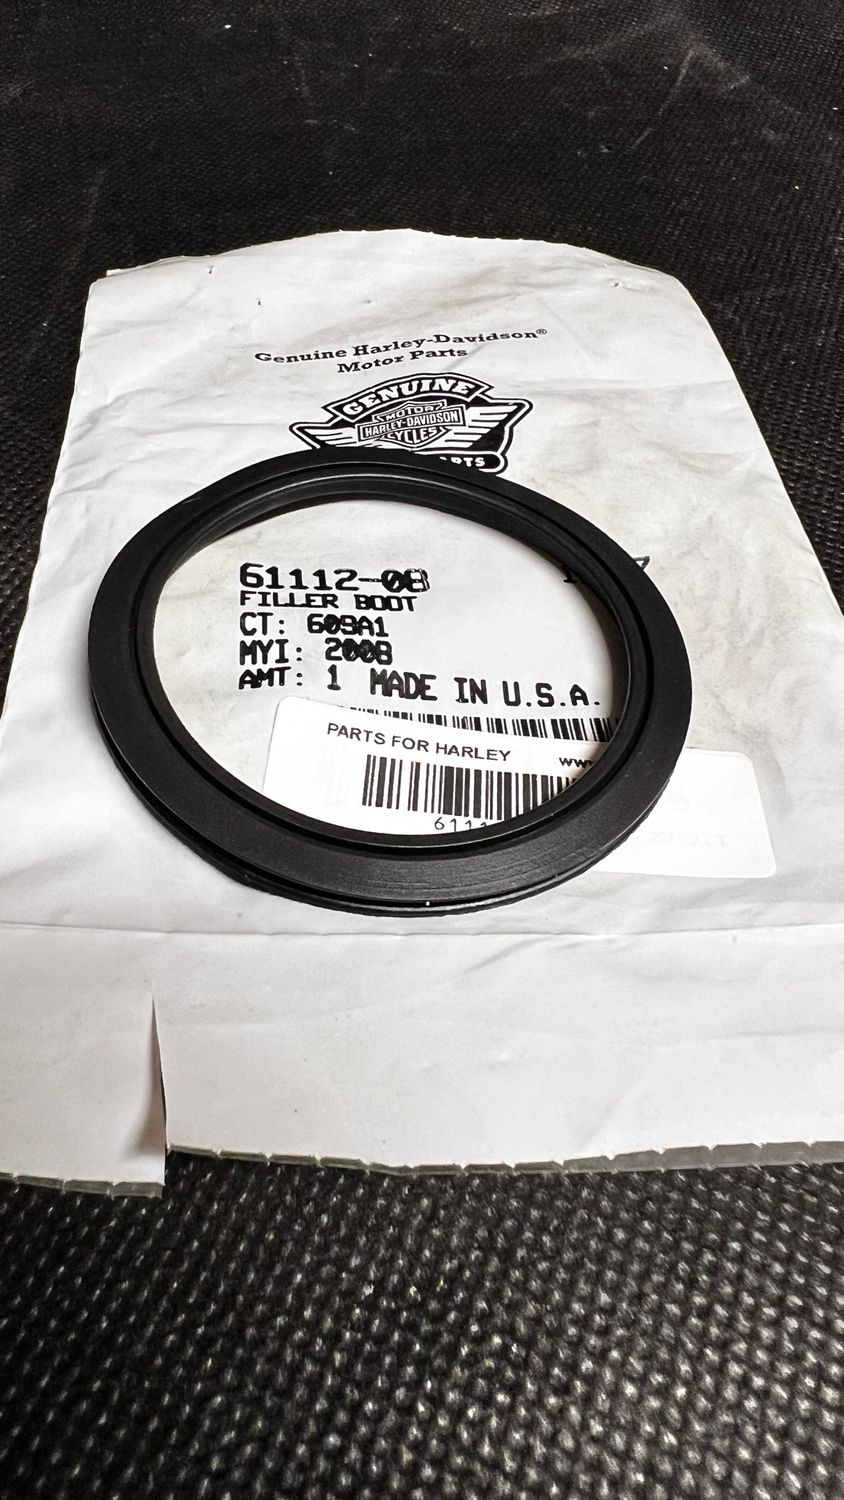 Genuine Harley-Davidson®
Motor Parts
GENUINE
MOTOR
HARLEY-DAVIDSON
CYCLES
61112-08
FILLER BOOT
CT: 609A1
MYI: 2008
AMT: 1 MADE IN U.S.A.
PARTS FOR HARLEY